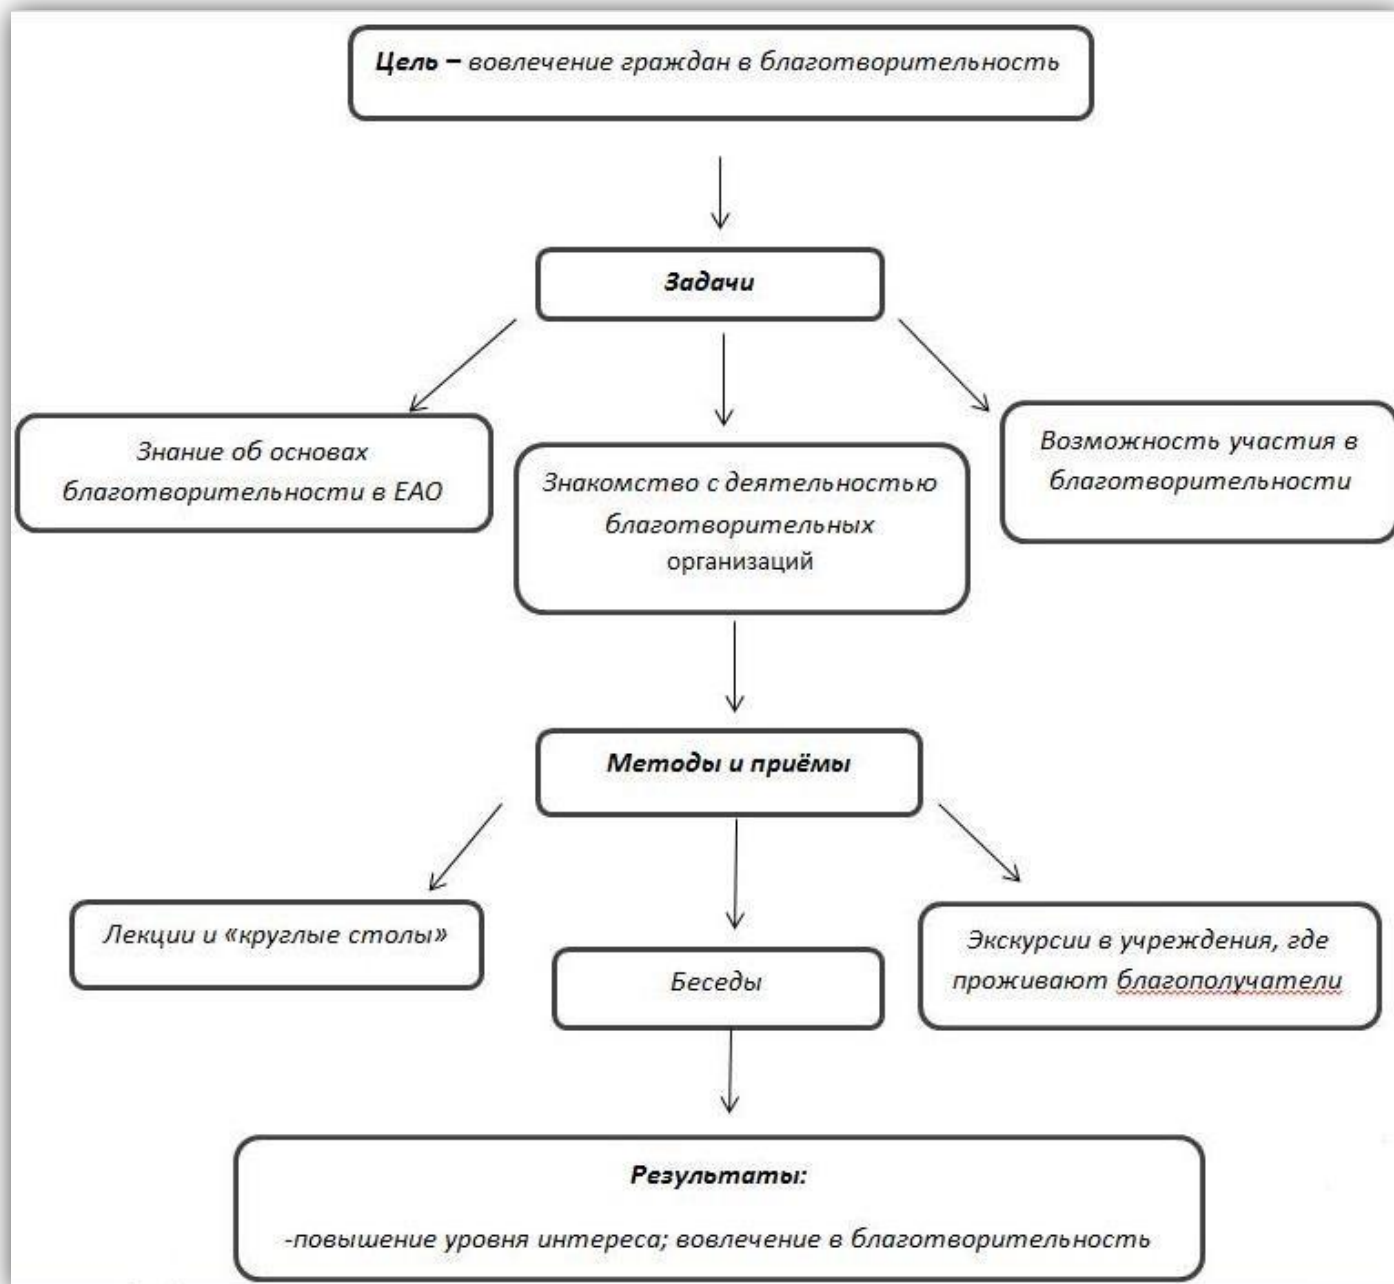 Цель – вовлечение граждан в благотворительность
Задачи
Знание об основах
благотворительности в ЕАО
Знакомство с деятельностью
благотворительных
организаций
Возможность участия в
благотворительности
Методы и приёмы
Лекции и «круглые столы»
Беседы
Экскурсии в учреждения, где
проживают благополучатели
Результаты:
-повышение уровня интереса; вовлечение в благотворительность